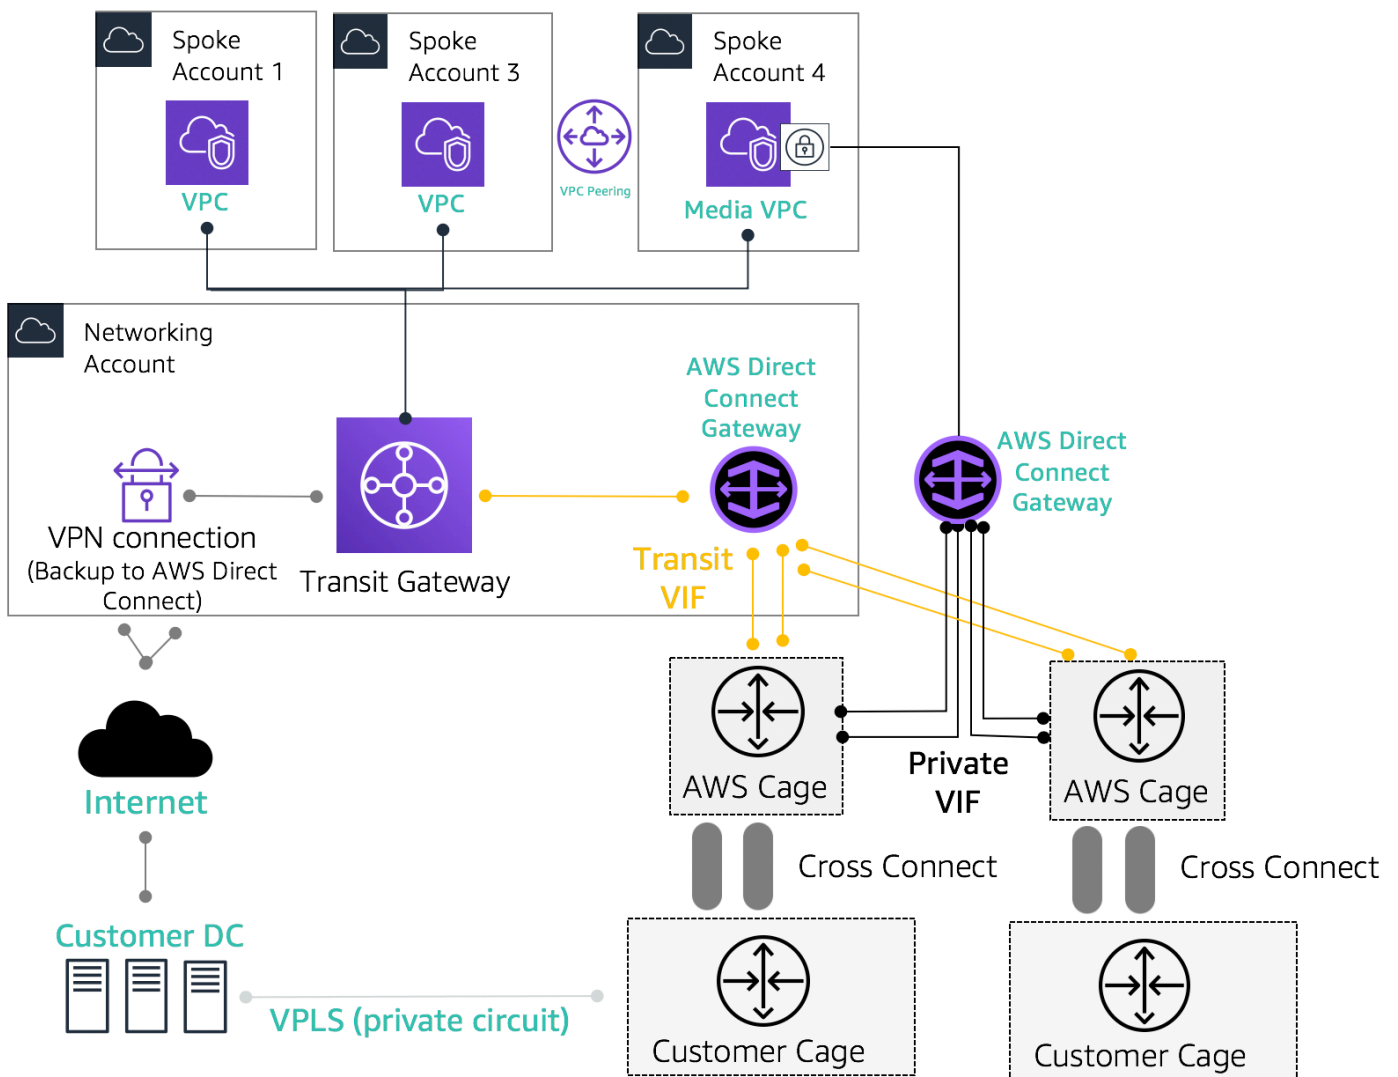 Spoke
Account 1
VPC
Spoke
Account 3
VPC
VPC Peering
Spoke
Account 4
Media VPC
Networking
Account
AWS Direct
Connect
Gateway
AWS Direct
Connect
Gateway
VPN connection
(Backup to AWS Direct
Connect)
Transit Gateway
Transit
VIF
Internet
AWS Cage
Private
VIF
AWS Cage
Cross Connect
Cross Connect
Customer DC
VPLS (private circuit)
Customer Cage
Customer Cage